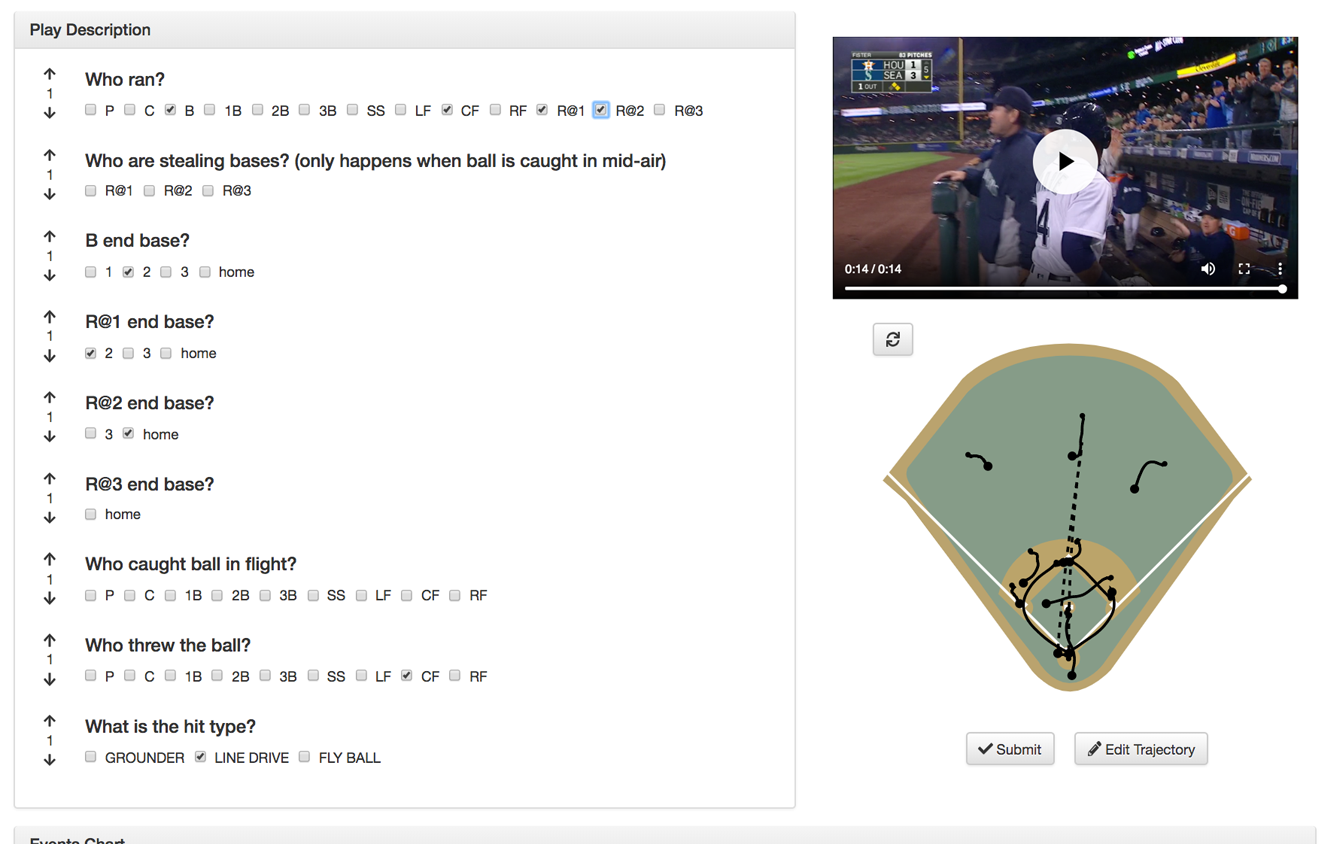 Play Description
1
Who ran?
P C B 1B 2B 3B SS LF CF RF R@1 R@2 R@3
1
Who are stealing bases? (only happens when ball is caught in mid-air)
R@1 R@2 R@3
1
B end base?
1 2 3 home
1
R@1 end base?
2 3 home
1
R@2 end base?
3 home
1
R@3 end base?
home
1
Who caught ball in flight?
P C 1B 2B 3B SS LF CF RF
1
Who threw the ball?
P C 1B 2B 3B SS LF CF RF
1
What is the hit type?
GROUNDER LINE DRIVE FLY BALL
FISTER 83 PITCHES
HOU 1
SEA 3
5
1 OUT
4
0:14 / 0:14
Submit
Edit Trajectory
Events Chart